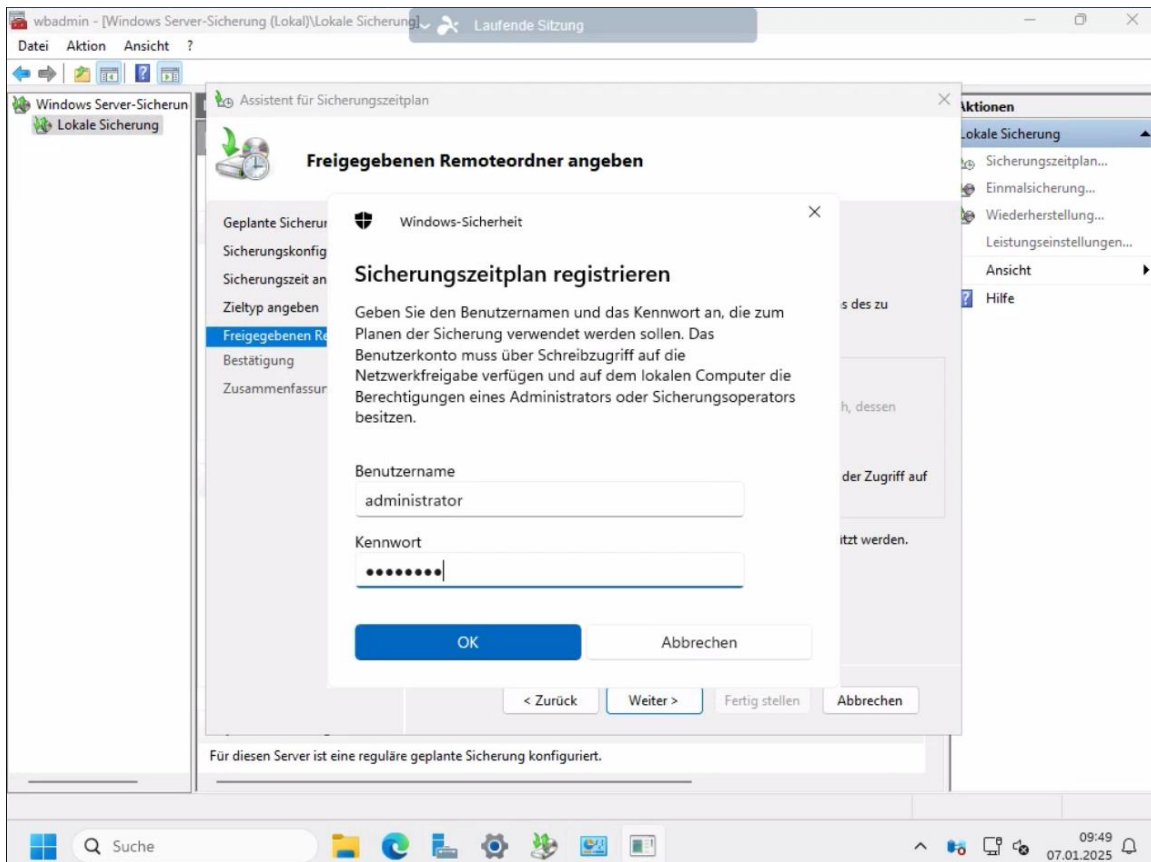 wbadmin - [Windows Server-Sicherung (Lokal)\Lokale Sicherung]
Laufende Sitzung
Datei Aktion Ansicht ?
Windows Server-Sicherun
Lokale Sicherung
Assistent für Sicherungszeitplan
Freigegebenen Remoteordner angeben
Geplante Sicherur
Sicherungskonfig
Sicherungszeit an
Zieltyp angeben
Freigegebenen Re
Bestätigung
Zusammenfassur
s des zu
h, dessen
der Zugriff auf
itzt werden.
Windows-Sicherheit
Sicherungszeitplan registrieren
Geben Sie den Benutzernamen und das Kennwort an, die zum
Planen der Sicherung verwendet werden sollen. Das
Benutzerkonto muss über Schreibzugriff auf die
Netzwerkfreigabe verfügen und auf dem lokalen Computer die
Berechtigungen eines Administrators oder Sicherungsoperators
besitzen.
Benutzername
administrator
Kennwort
••••••••
OK Abbrechen
< Zurück Weiter > Fertig stellen Abbrechen
Für diesen Server ist eine reguläre geplante Sicherung konfiguriert.
Aktionen
Lokale Sicherung
Sicherungszeitplan...
Einmalsicherung...
Wiederherstellung...
Leistungseinstellungen...
Ansicht
Hilfe
Suche
09:49
07.01.2025